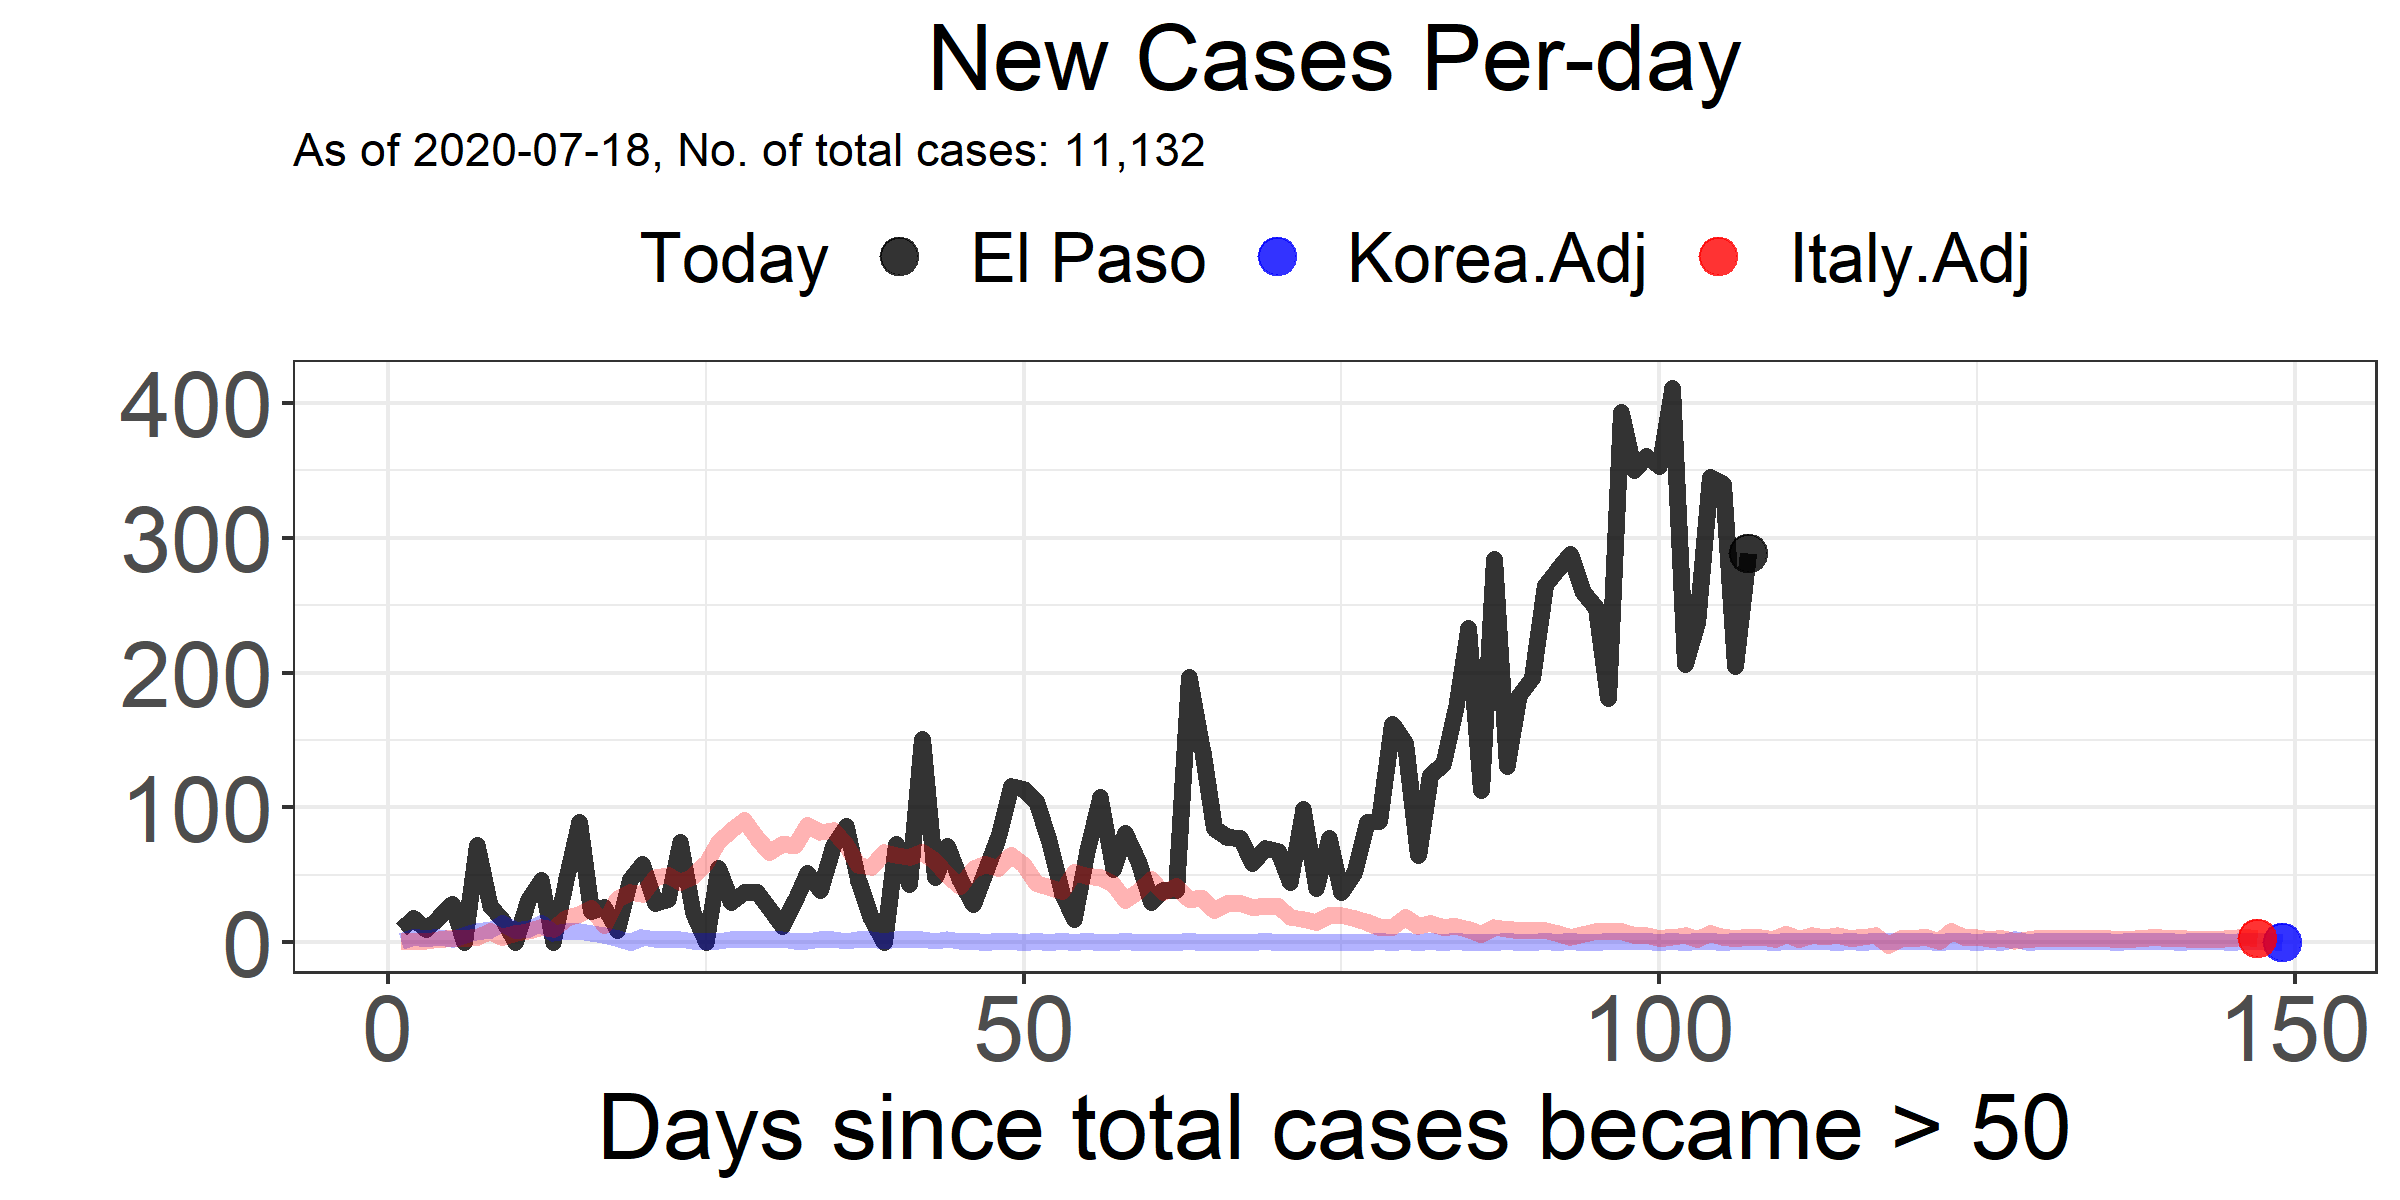 New Cases Per-day
As of 2020-07-18, No. of total cases: 11,132
Today El Paso Korea.Adj Italy.Adj
400
300
200
100
0
0 50 100 150
Days since total cases became > 50